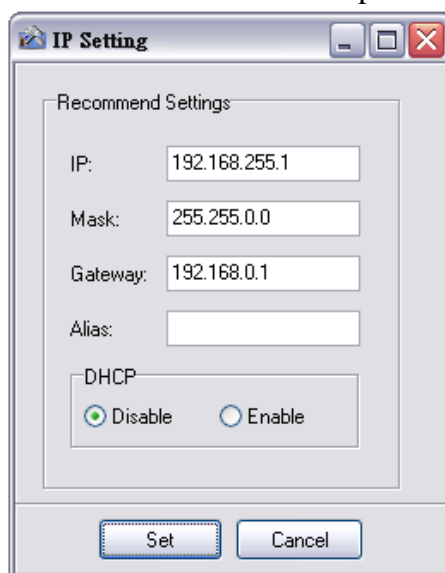 IP Setting
Recommend Settings
IP: 192.168.255.1
Mask: 255.255.0.0
Gateway: 192.168.0.1
Alias:
DHCP
Disable Enable
Set Cancel